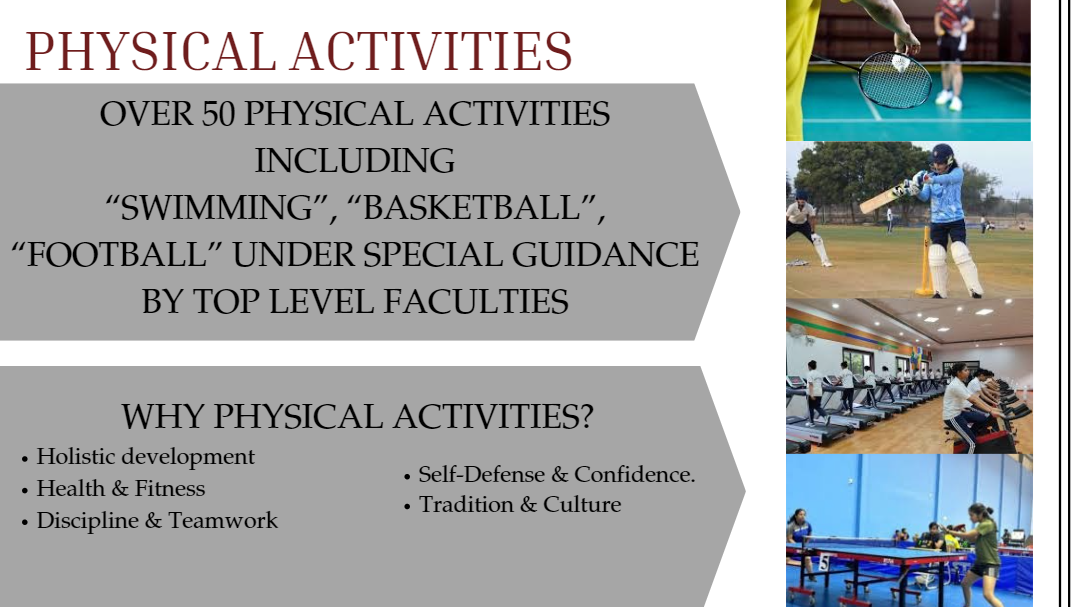 PHYSICAL ACTIVITIES
OVER 50 PHYSICAL ACTIVITIES
INCLUDING
“SWIMMING”, “BASKETBALL”,
“FOOTBALL” UNDER SPECIAL GUIDANCE
BY TOP LEVEL FACULTIES
WHY PHYSICAL ACTIVITIES?
• Holistic development
• Health & Fitness
• Discipline & Teamwork
• Self-Defense & Confidence.
• Tradition & Culture
5